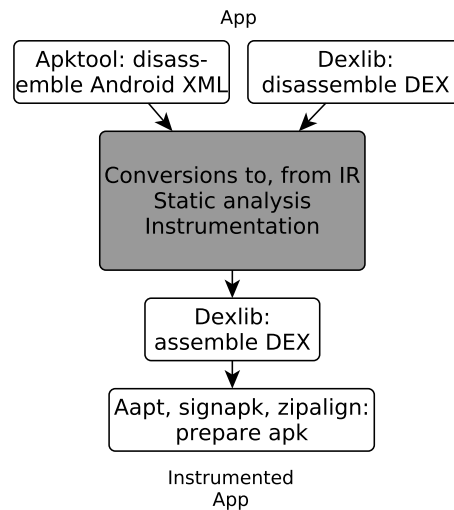 App
Apktool: disass-
emble Android XML
Dexlib:
disassemble DEX
Conversions to, from IR
Static analysis
Instrumentation
Dexlib:
assemble DEX
Aapt, signapk, zipalign:
prepare apk
Instrumented
App